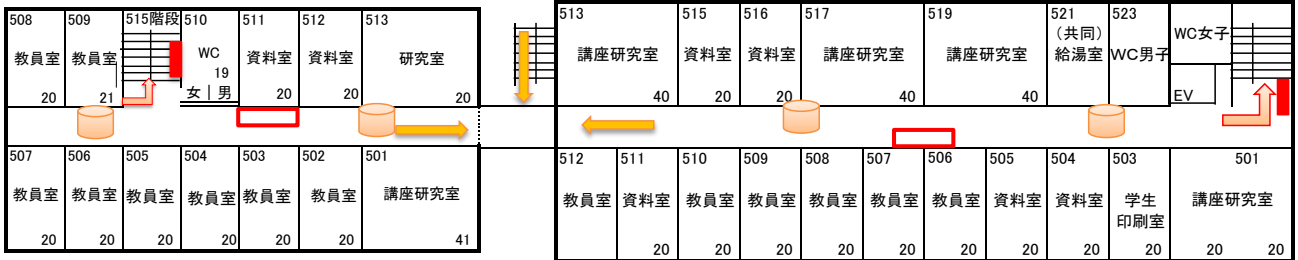 508 509 515階段 510 511 512 513
教員室 教員室 WC 資料室 資料室 研究室
19
女｜男
20 21 20 20 20
507 506 505 504 503 502 501
教員室 教員室 教員室 教員室 教員室 教員室 講座研究室
20 20 20 20 20 20 41
513 515 516 517 519 521 523
（共同）
WC女子
講座研究室 資料室 資料室 講座研究室 講座研究室 給湯室 WC男子
40 20 20 40 40
EV
512 511 510 509 508 507 506 505 504 503 501
教員室 資料室 教員室 教員室 教員室 教員室 教員室 資料室 資料室 学生 講座研究室
印刷室
20 20 20 20 20 20 20 20 20 20 20